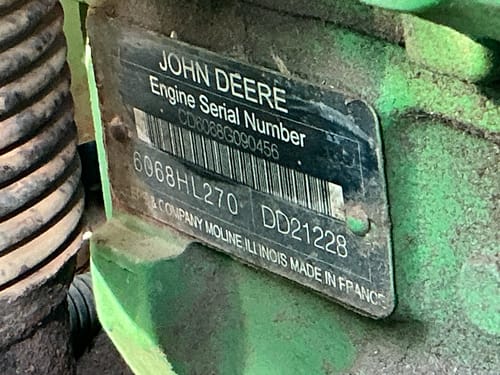 JOHN DEERE
Engine Serial Number
CD6068G090456
6068HL270 DD21228
& COMPANY MOLINE, ILLINOIS MADE IN FRANCE